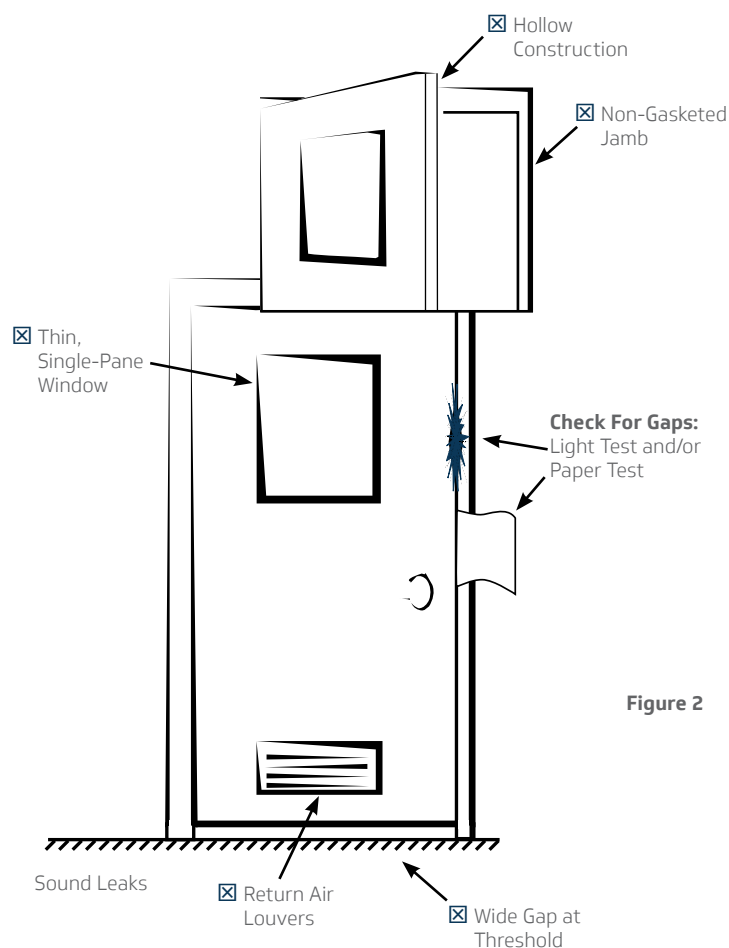 ☒ Hollow
Construction
☒ Non-Gasketed
Jamb
☒ Thin,
Single-Pane
Window
Check For Gaps:
Light Test and/or
Paper Test
Figure 2
Sound Leaks
☒ Return Air
Louvers
☒ Wide Gap at
Threshold